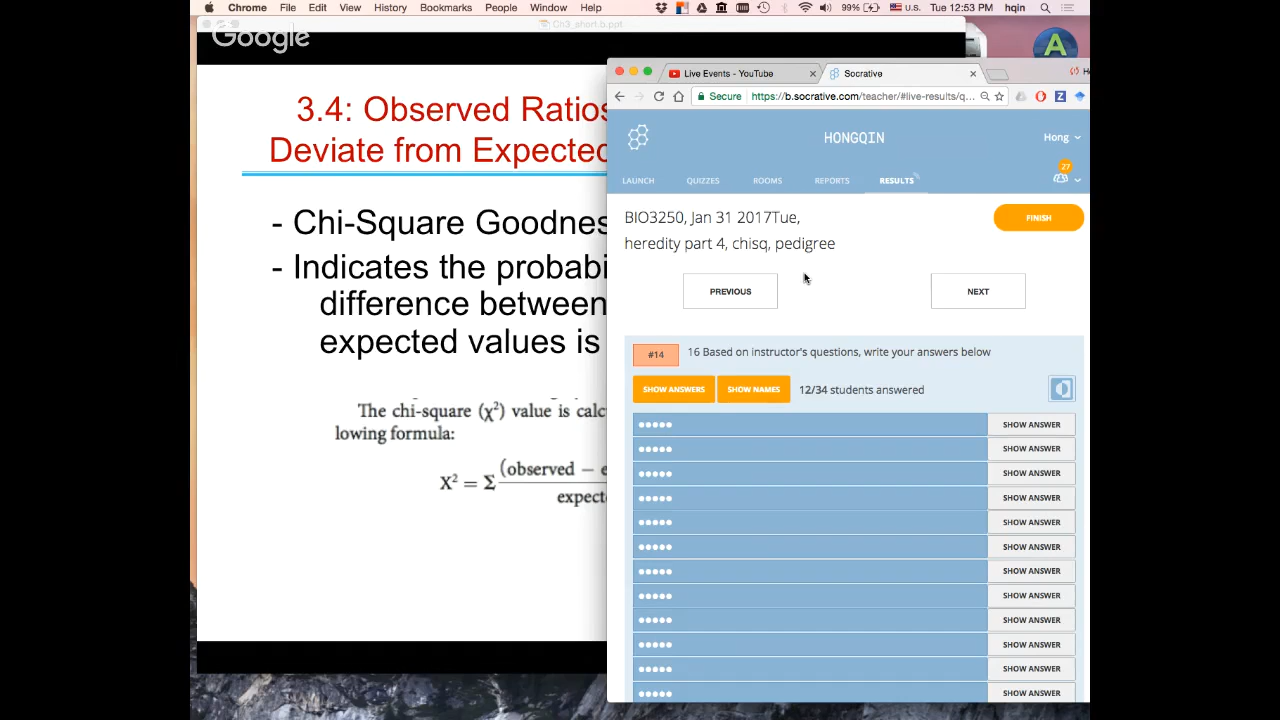 Chrome File Edit View History Bookmarks People Window Help 99% U.S. Tue 12:53 PM hqin
Ch3_short.b.ppt
Google
3.4: Observed Ratios
Deviate from Expected
- Chi-Square Goodnes
- Indicates the probabi
difference between
expected values is
The chi-square (χ²) value is calc
lowing formula:
X² = Σ (observed − e
expect
Live Events - YouTube
Socrative
Secure https://b.socrative.com/teacher/#live-results/q...
HONGQIN
Hong
LAUNCH QUIZZES ROOMS REPORTS RESULTS 27
BIO3250, Jan 31 2017Tue,
heredity part 4, chisq, pedigree
FINISH
PREVIOUS NEXT
#14 16 Based on instructor's questions, write your answers below
SHOW ANSWERS SHOW NAMES 12/34 students answered
SHOW ANSWER
SHOW ANSWER
SHOW ANSWER
SHOW ANSWER
SHOW ANSWER
SHOW ANSWER
SHOW ANSWER
SHOW ANSWER
SHOW ANSWER
SHOW ANSWER
SHOW ANSWER
SHOW ANSWER